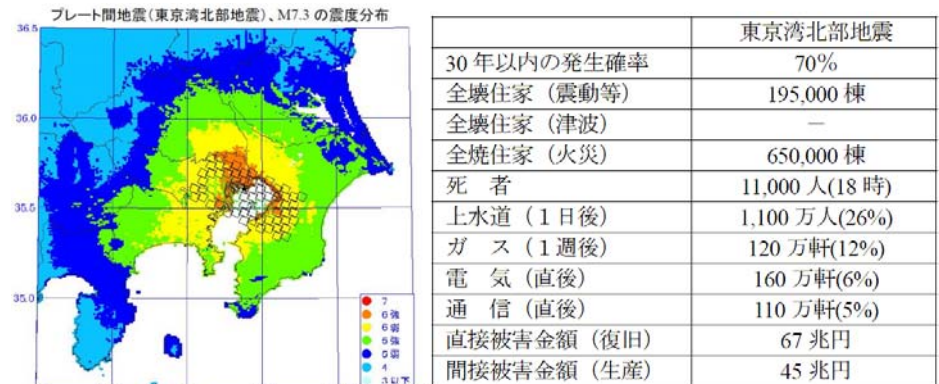 プレート間地震(東京湾北部地震)、M7.3 の震度分布
36.5
36.0
35.5
35.0
7
6強
6弱
5強
5弱
4
3以下
東京湾北部地震
30年以内の発生確率 70%
全壊住家(震動等) 195,000 棟
全壊住家(津波) －
全焼住家(火災) 650,000 棟
死 者 11,000 人(18 時)
上水道(1日後) 1,100 万人(26%)
ガ ス(1週後) 120 万軒(12%)
電 気(直後) 160 万軒(6%)
通 信(直後) 110 万軒(5%)
直接被害金額(復旧) 67 兆円
間接被害金額(生産) 45 兆円